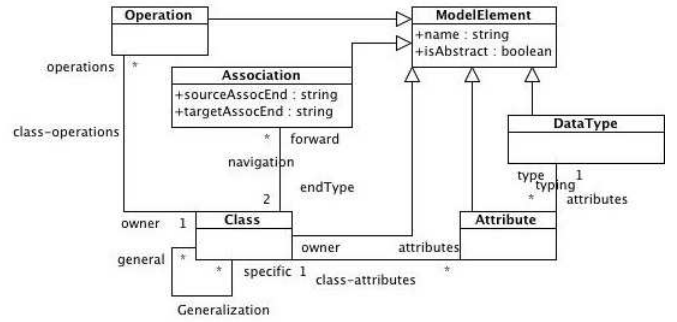 Operation
ModelElement
+name : string
+isAbstract : boolean
operations
*
Association
+sourceAssocEnd : string
+targetAssocEnd : string
class-operations
*
forward
navigation
DataType
type
1
typing
endType
*
attributes
2
owner
1
Class
Attribute
owner
attributes
general
*
*
specific
1
class-attributes
*
Generalization